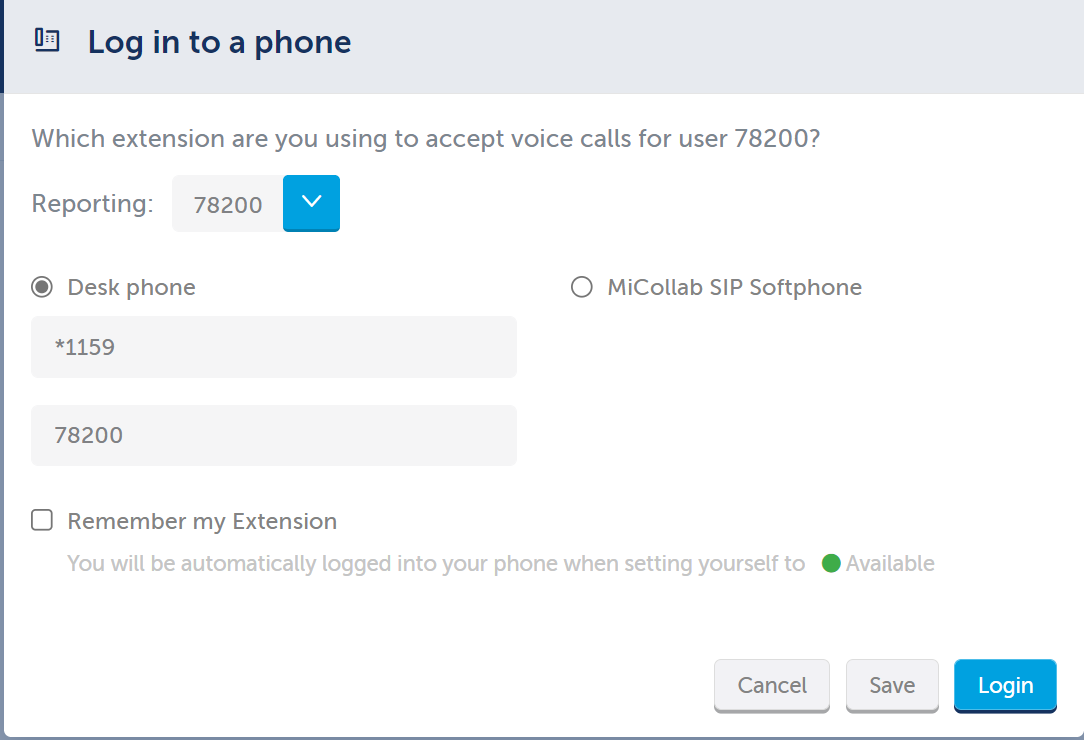 Log in to a phone
Which extension are you using to accept voice calls for user 78200?
Reporting: 78200
Desk phone MiCollab SIP Softphone
*1159
78200
Remember my Extension
You will be automatically logged into your phone when setting yourself to Available
Cancel Save Login